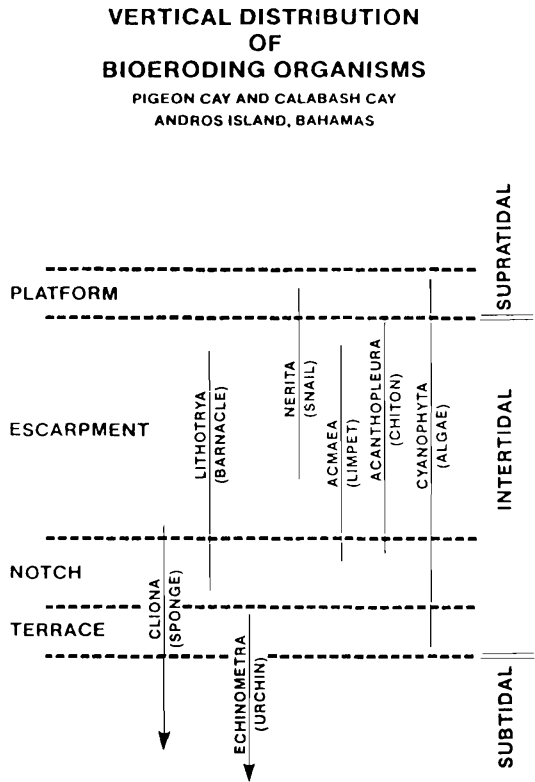 VERTICAL DISTRIBUTION
OF
BIOERODING ORGANISMS
PIGEON CAY AND CALABASH CAY
ANDROS ISLAND, BAHAMAS
SUPRATIDAL
PLATFORM
ESCARPMENT
LITHOTRYA
(BARNACLE)
NERITA
(SNAIL)
ACMAEA
(LIMPET)
ACANTHOPLEURA
(CHITON)
CYANOPHYTA
(ALGAE)
INTERTIDAL
NOTCH
TERRACE
CLIONA
(SPONGE)
ECHINOMETRA
(URCHIN)
SUBTIDAL